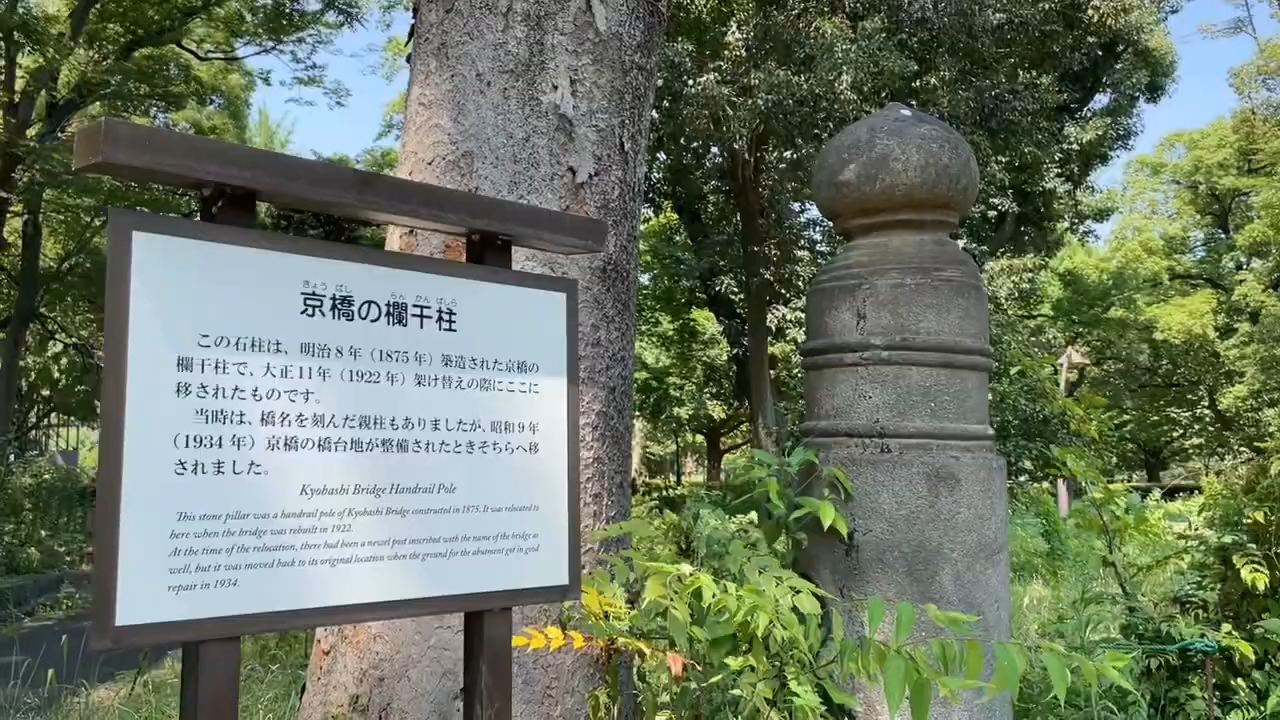 きょう ばし らん かん ばしら
京橋の欄干柱
この石柱は、明治8年（1875年）築造された京橋の
欄干柱で、大正11年（1922年）架け替えの際にここに
移されたものです。
当時は、橋名を刻んだ親柱もありましたが、昭和9年
（1934年）京橋の橋台地が整備されたときそちらへ移
されました。
Kyobashi Bridge Handrail Pole
This stone pillar was a handrail pole of Kyobashi Bridge constructed in 1875. It was relocated to
here when the bridge was rebuilt in 1922.
At the time of the relocation, there had been a newel post inscribed with the name of the bridge as
well, but it was moved back to its original location when the ground for the abutment got in good
repair in 1934.